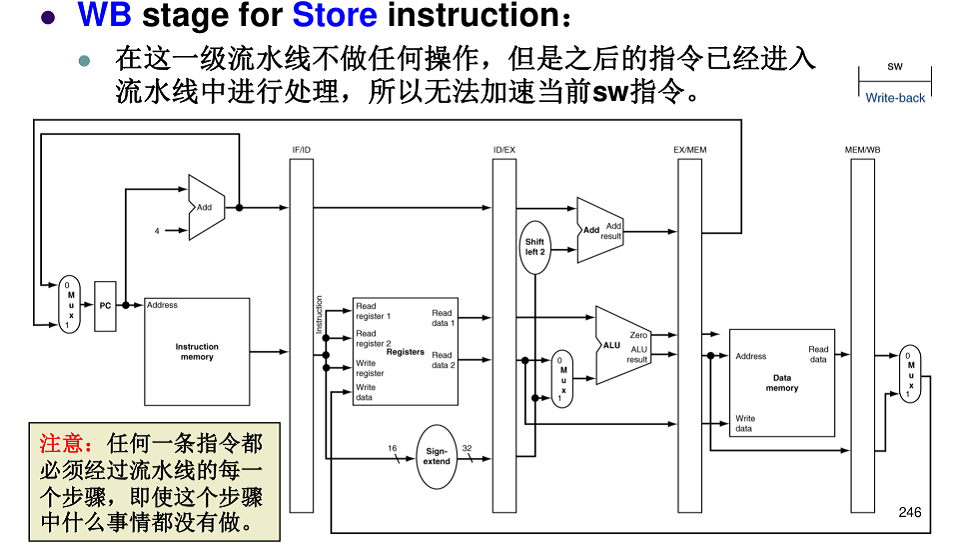 WB stage for Store instruction：
在这一级流水线不做任何操作，但是之后的指令已经进入
流水线中进行处理，所以无法加速当前sw指令。
sw
Write-back
IF/ID
ID/EX
EX/MEM
MEM/WB
Add
4
Shift
left 2
Add
Add
result
0
M
u
x
1
PC
Address
Instruction
memory
Instruction
Read
register 1
Read
register 2
Write
register
Write
data
Registers
Read
data 1
Read
data 2
0
M
u
x
1
Zero
ALU
ALU
result
Address
Read
data
Data
memory
Write
data
0
M
u
x
1
16
Sign-
extend
32
注意：任何一条指令都
必须经过流水线的每一
个步骤，即使这个步骤
中什么事情都没有做。
246